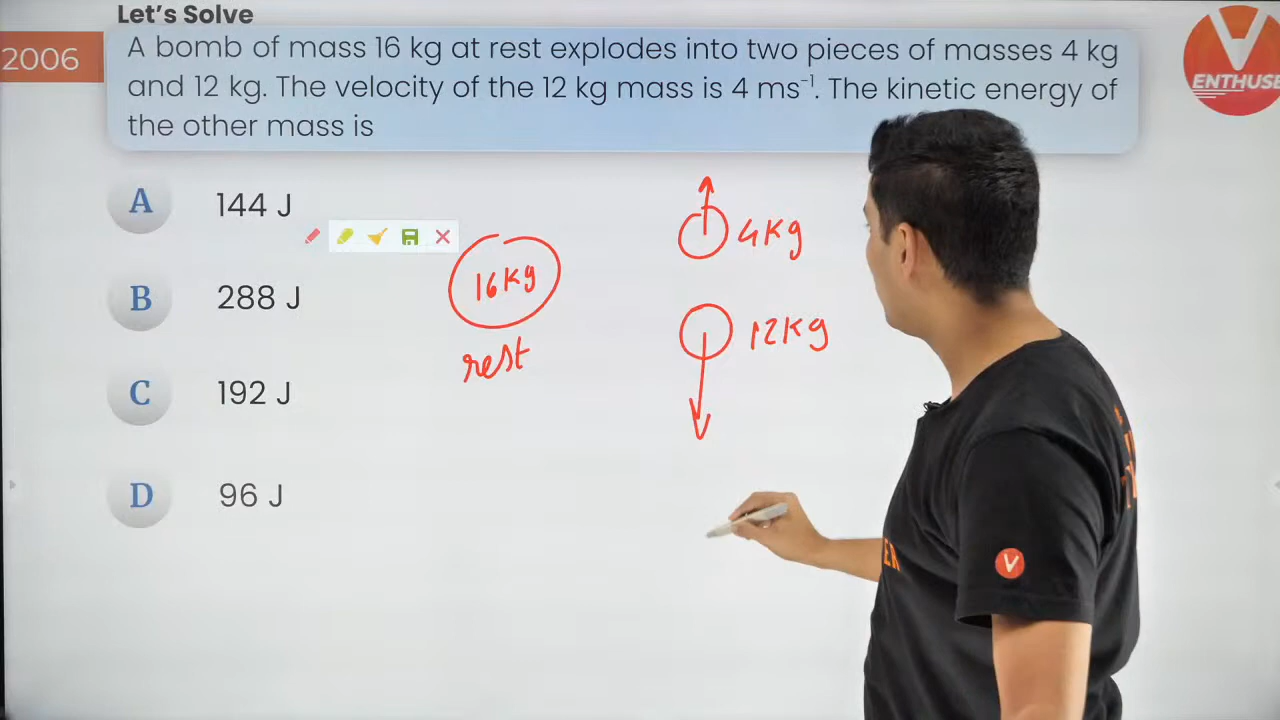 Let's Solve
2006
A bomb of mass 16 kg at rest explodes into two pieces of masses 4 kg
and 12 kg. The velocity of the 12 kg mass is 4 ms⁻¹. The kinetic energy of
the other mass is
V
ENTHUSE
A 144 J
B 288 J
C 192 J
D 96 J
16kg
rest
4kg
12kg
V